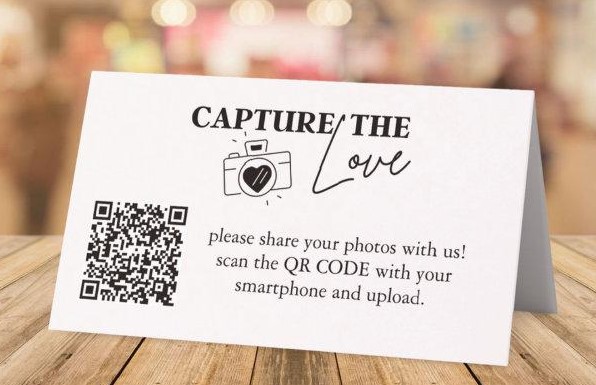 CAPTURE THE
Love
please share your photos with us!
scan the QR CODE with your
smartphone and upload.